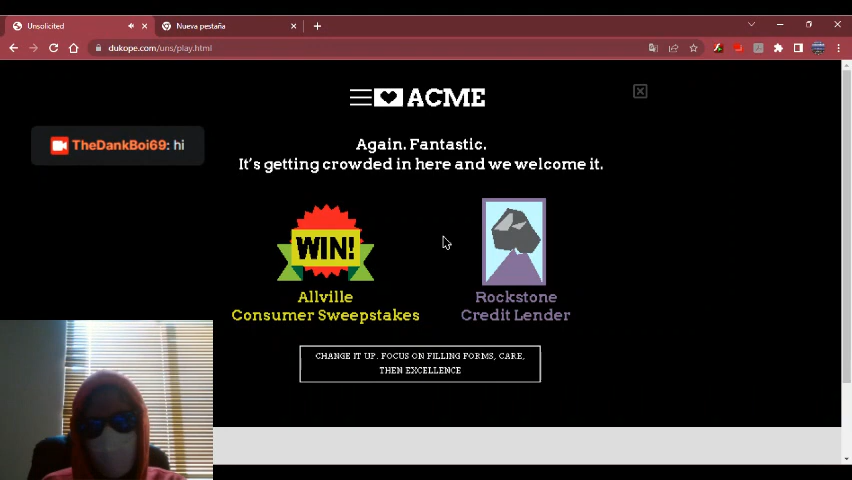 Unsolicited
Nueva pestaña
dukope.com/uns/play.html
ACME
TheDankBoi69: hi
Again. Fantastic.
It's getting crowded in here and we welcome it.
WIN!
Allville
Consumer Sweepstakes
Rockstone
Credit Lender
CHANGE IT UP. FOCUS ON FILLING FORMS, CARE,
THEN EXCELLENCE